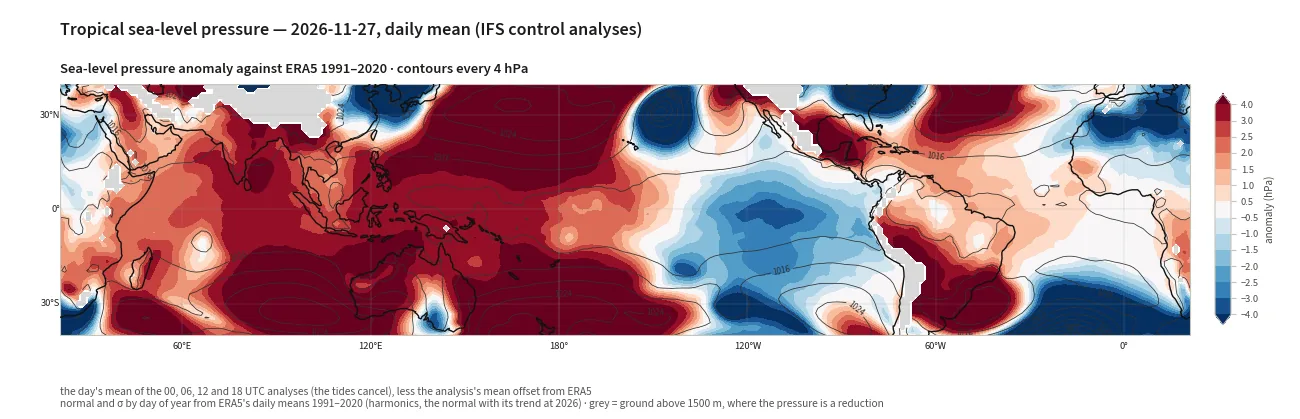 Tropical sea-level pressure — 2026-11-27, daily mean (IFS control analyses)
Sea-level pressure anomaly against ERA5 1991–2020 · contours every 4 hPa
30°N
0°
30°S
60°E
120°E
180°
120°W
60°W
0°
1024
1016
1016
1016
1024
1024
1024
4.0
3.0
2.5
2.0
1.5
1.0
0.5
−0.5
−1.0
−1.5
−2.0
−2.5
−3.0
−4.0
anomaly (hPa)
the day's mean of the 00, 06, 12 and 18 UTC analyses (the tides cancel), less the analysis's mean offset from ERA5
normal and σ by day of year from ERA5's daily means 1991–2020 (harmonics, the normal with its trend at 2026) · grey = ground above 1500 m, where the pressure is a reduction